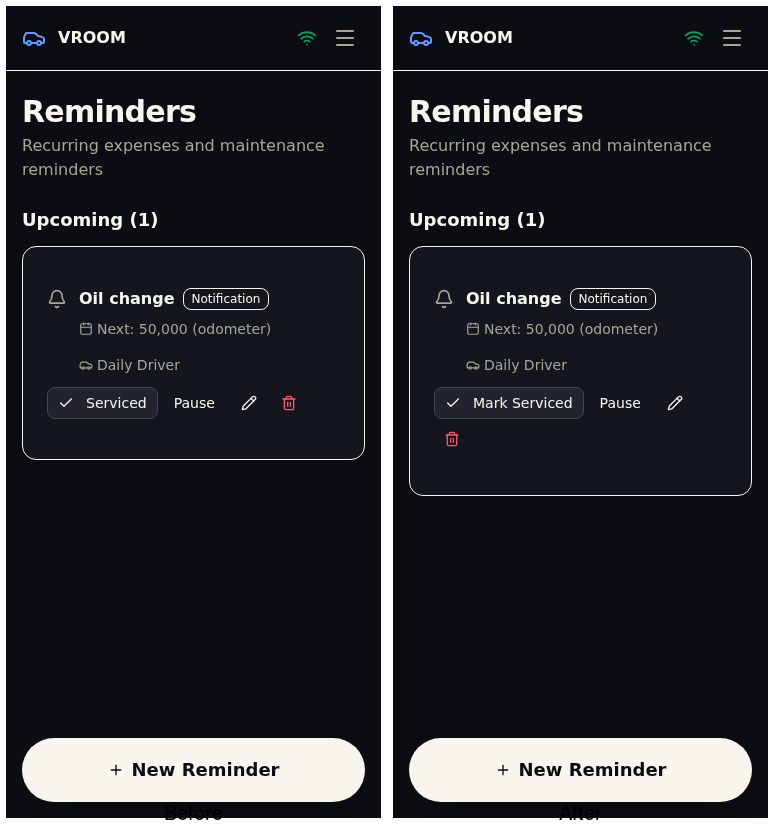 VROOM
Reminders
Recurring expenses and maintenance
reminders
Upcoming (1)
Oil change Notification
Next: 50,000 (odometer)
Daily Driver
Serviced Pause
+ New Reminder
Before
VROOM
Reminders
Recurring expenses and maintenance
reminders
Upcoming (1)
Oil change Notification
Next: 50,000 (odometer)
Daily Driver
Mark Serviced Pause
+ New Reminder
After